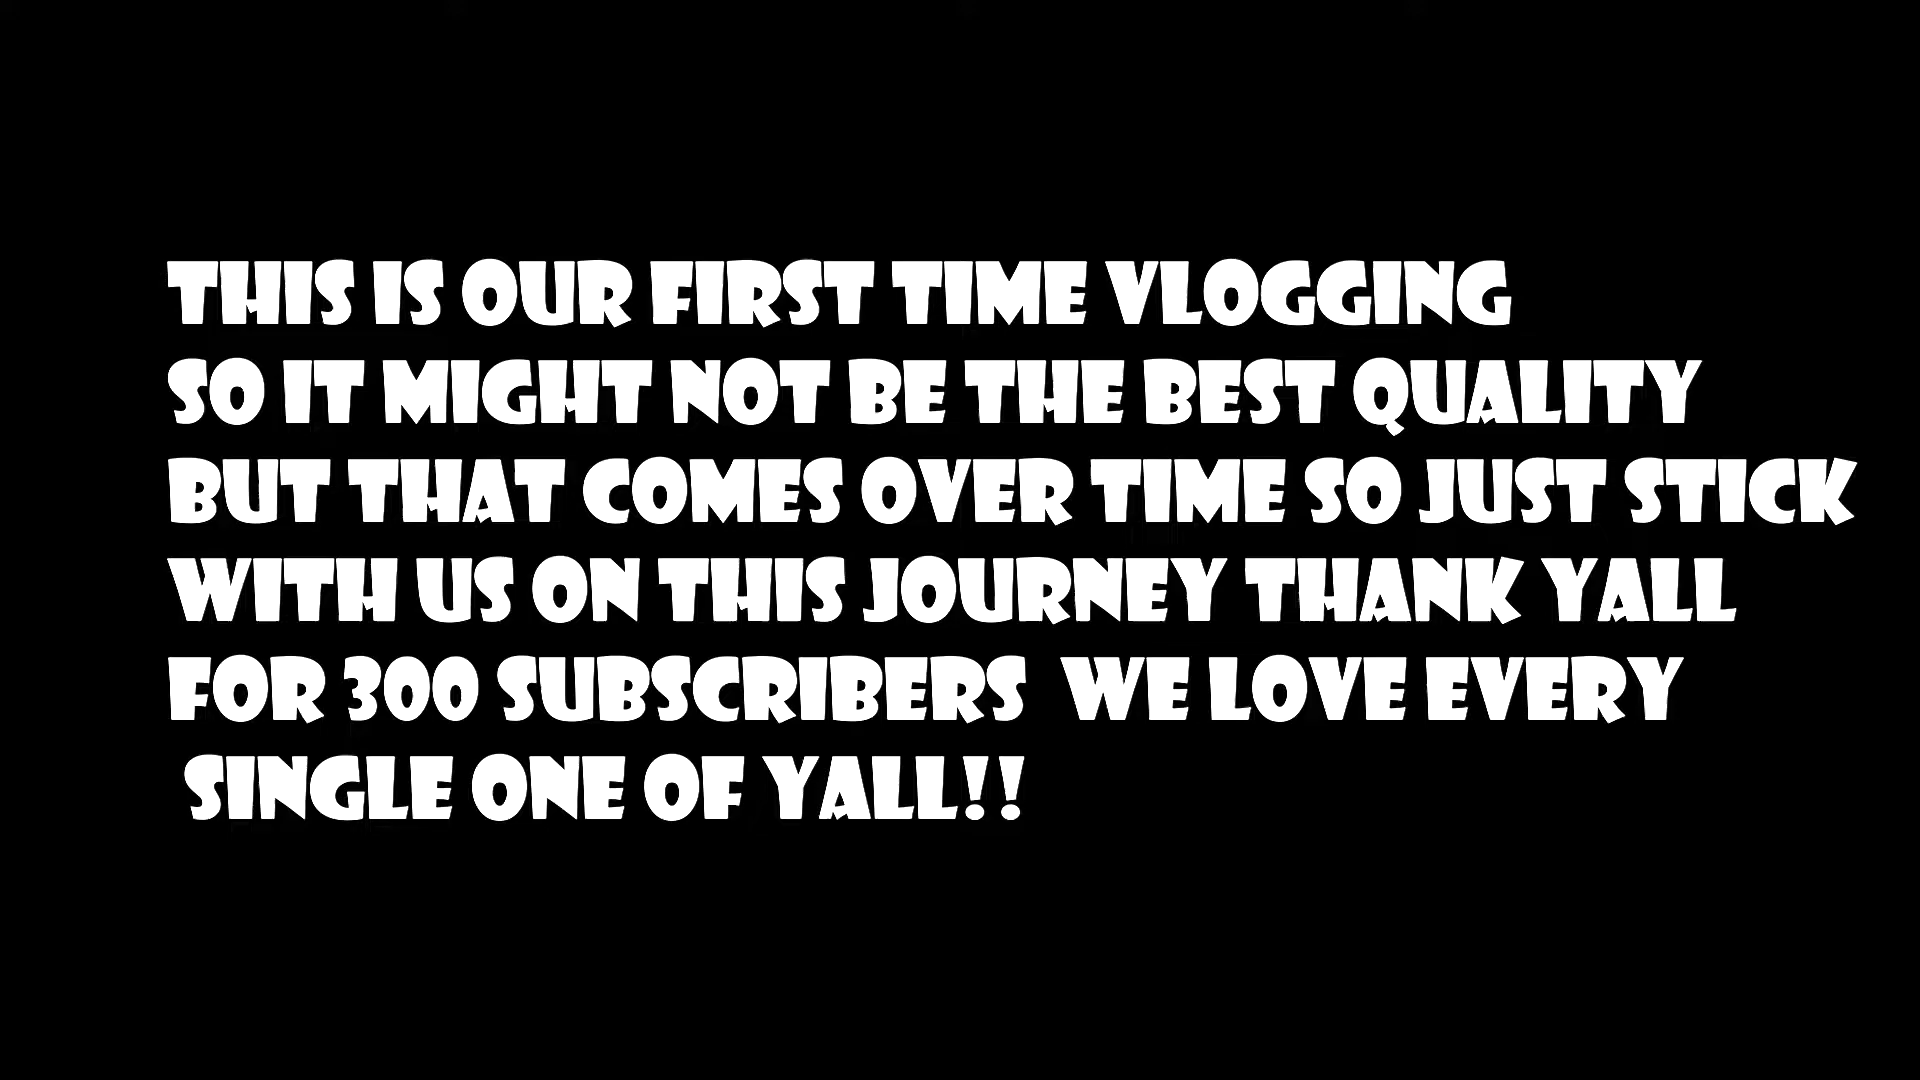 THIS IS OUR FIRST TIME VLOGGING
SO IT MIGHT NOT BE THE BEST QUALITY
BUT THAT COMES OVER TIME SO JUST STICK
WITH US ON THIS JOURNEY THANK YALL
FOR 300 SUBSCRIBERS  WE LOVE EVERY
SINGLE ONE OF YALL!!